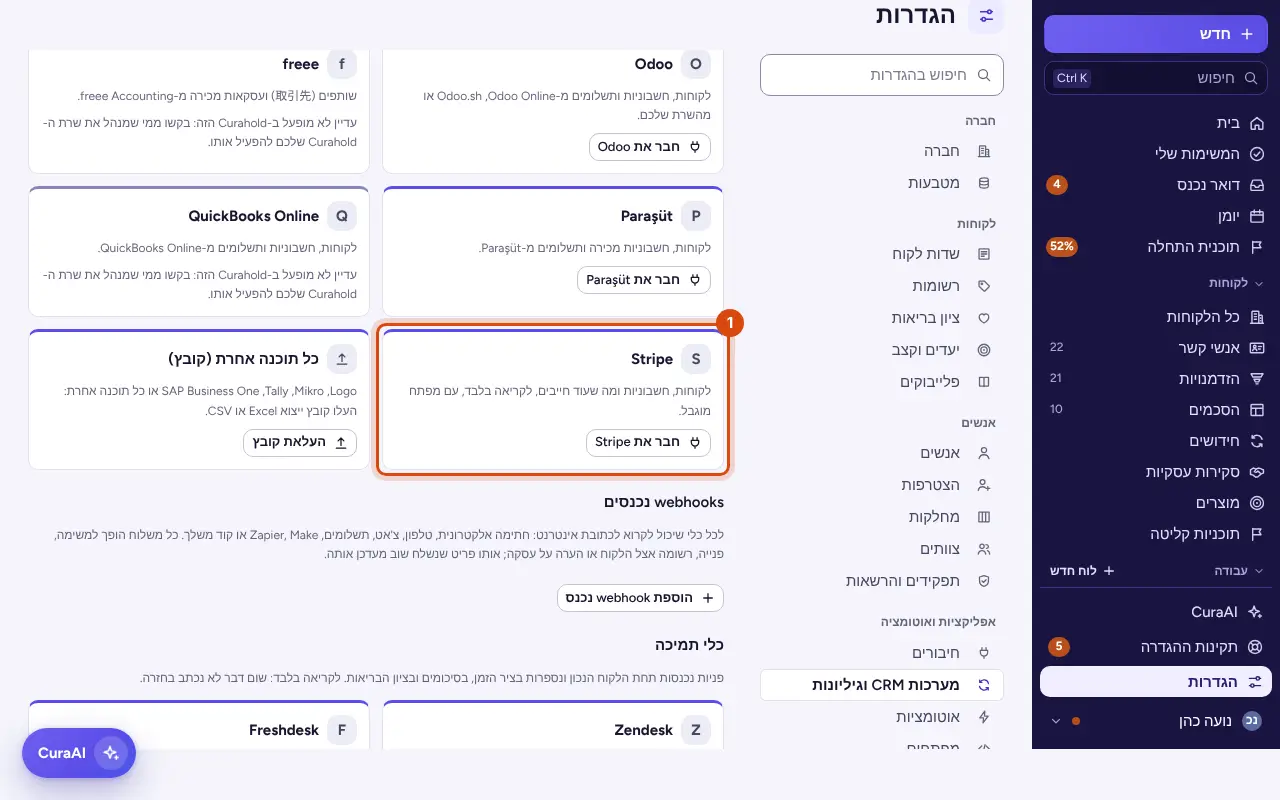 חדש
חיפוש
Ctrl K
בית
המשימות שלי
דואר נכנס
4
יומן
תוכנית התחלה
52%
לקוחות
כל הלקוחות
אנשי קשר
22
הזדמנויות
21
הסכמים
10
חידושים
סקירות עסקיות
מוצרים
תוכניות קליטה
עבודה
לוח חדש
CuraAI
תקינות ההגדרה
5
הגדרות
נכ
נועה כהן
הגדרות
חיפוש בהגדרות
חברה
חברה
מטבעות
לקוחות
שדות לקוח
רשומות
ציון בריאות
יעדים וקצב
פלייבוקים
אנשים
אנשים
הצטרפות
מחלקות
צוותים
תפקידים והרשאות
אפליקציות ואוטומציה
חיבורים
מערכות CRM וגיליונות
אוטומציות
מפתחים
O
Odoo
לקוחות, חשבוניות ותשלומים מ-Odoo.sh ,Odoo Online או
מהשרת שלכם.
חבר את Odoo
f
freee
שותפים (取引先) ועסקאות מכירה מ-freee Accounting.
עדיין לא מופעל ב-Curahold הזה: בקשו ממי שמנהל את שרת ה-
Curahold שלכם להפעיל אותו.
P
Paraşüt
לקוחות, חשבוניות מכירה ותשלומים מ-Paraşüt.
חבר את Paraşüt
Q
QuickBooks Online
לקוחות, חשבוניות ותשלומים מ-QuickBooks Online.
עדיין לא מופעל ב-Curahold הזה: בקשו ממי שמנהל את שרת ה-
Curahold שלכם להפעיל אותו.
1
S
Stripe
לקוחות, חשבוניות ומה שעוד חייבים, לקריאה בלבד, עם מפתח
מוגבל.
חבר את Stripe
כל תוכנה אחרת (קובץ)
SAP Business One ,Tally ,Mikro ,Logo או כל תוכנה אחרת:
העלו קובץ ייצוא Excel או CSV.
העלאת קובץ
webhooks נכנסים
לכל כלי שיכול לקרוא לכתובת אינטרנט: חתימה אלקטרונית, טלפון, צ'אט, תשלומים, Zapier, Make או קוד משלך. כל משלוח הופך למשימה,
פנייה, רשומה אצל הלקוח או הערה על עסקה; אותו פריט שנשלח שוב מעדכן אותה.
הוספת webhook נכנס
כלי תמיכה
פניות נכנסות תחת הלקוח הנכון ונספרות בציר הזמן, בסיכומים ובציון הבריאות. לקריאה בלבד: שום דבר לא נכתב בחזרה.
Z
Zendesk
F
Freshdesk
CuraAI